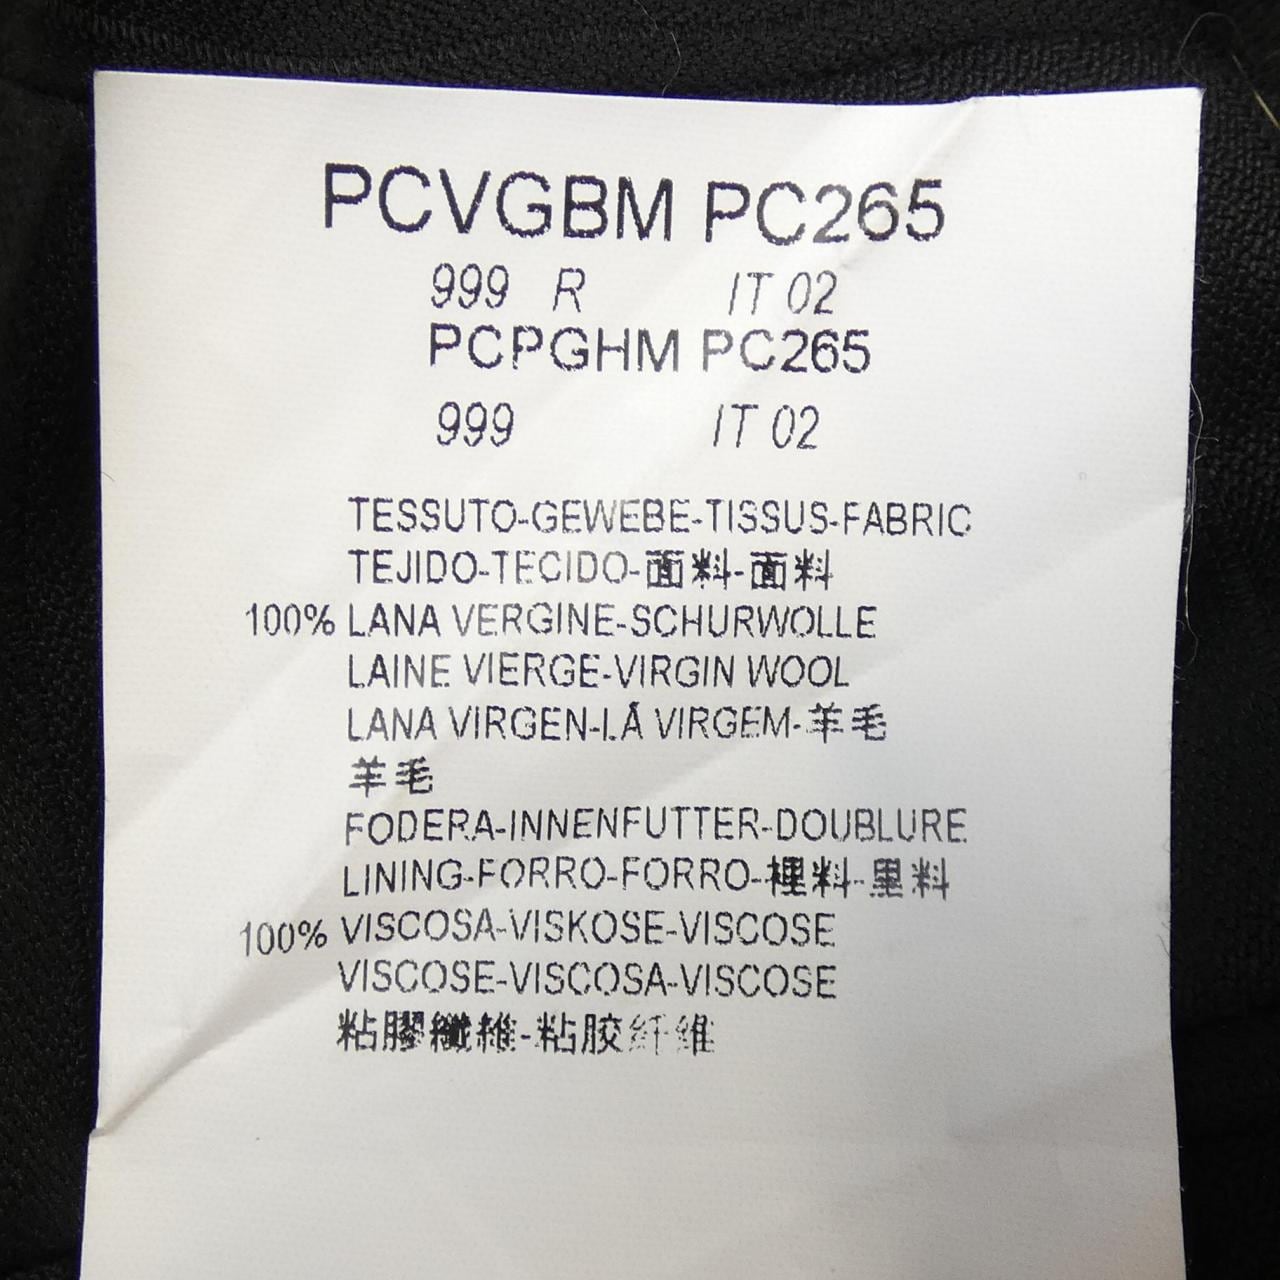 PCVGBM PC265
999 R IT 02
PCPGHM PC265
999 IT 02
TESSUTO-GEWEBE-TISSUS-FABRIC
TEJIDO-TECIDO-面料-面料
100% LANA VERGINE-SCHURWOLLE
LAINE VIERGE-VIRGIN WOOL
LANA VIRGEN-LÃ VIRGEM-羊毛
羊毛
FODERA-INNENFUTTER-DOUBLURE
LINING-FORRO-FORRO-裡料-里料
100% VISCOSA-VISKOSE-VISCOSE
VISCOSE-VISCOSA-VISCOSE
粘膠纖維-粘胶纤维